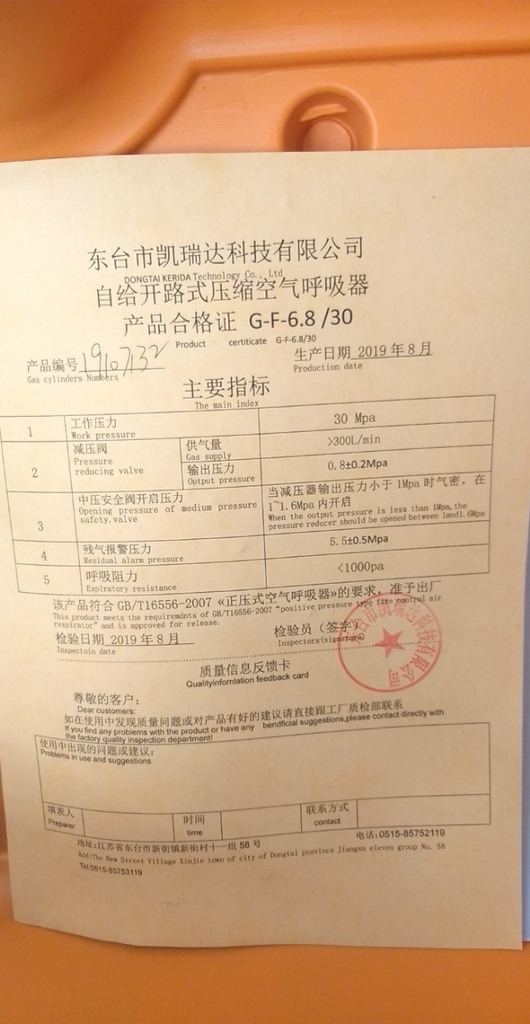 东台市凯瑞达科技有限公司
DONGTAI KERIDA Technology Co., Ltd
自给开路式压缩空气呼吸器
产品合格证 G-F-6.8 /30
Product certiticate G-F-6.8/30
产品编号 1907132 生产日期 2019 年 8 月
Gas cylinders Numbers Production date
主要指标
The main index
1 工作压力 30 Mpa
Work pressure
2 减压阀 供气量 >300L/min
Pressure Gas supply
reducing valve 输出压力 0.8±0.2Mpa
Output pressure
3 中压安全阀开启压力 当减压器输出压力小于 1Mpa 时气密，在
Opening pressure of medium pressure 1~1.6Mpa 内开启
safety.valve When the output pressure is less than 1Mpa,the
pressure reducer should be opened between 1and1.6Mpa
4 残气报警压力 5.5±0.5Mpa
Residual alarm pressure
5 呼吸阻力 <1000pa
Expiratory resistance
该产品符合 GB/T16556-2007《正压式空气呼吸器》的要求，准予出厂
This product meets the requiremdnts of GB/T16556-2007 "positive pressure type fire control air
respirator" and is approved for release.
检验日期 2019 年 8 月 检验员（签字）
Inspectoin date Inspectors(signature)
质量信息反馈卡
Qualityinforniation feedback card
尊敬的客户：
Dear customers:
如在使用中发现质量问题或对产品有好的建议请直接跟工厂质检部联系
If you find any problems with the product or have any bendficial suggestions,please contact directly with
the factory quality inspection department!
使用中出现的问题或建议：
Problems in use and suggestions
填表人 时间 联系方式
Preparer time contact
地址：江苏省东台市新街镇新街村十一组 58 号 电话：0515-85752119
Add:The New Street Village Xinjie town of city of Dongtai province Jiangsu eleven group No. 58
Tel:0515-85753119